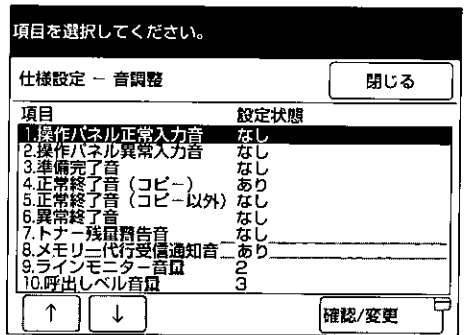 項目を選択してください。
仕様設定 － 音調整
閉じる
項目 設定状態
1.操作パネル正常入力音 なし
2.操作パネル異常入力音 なし
3.準備完了音 なし
4.正常終了音（コピー） あり
5.正常終了音（コピー以外） なし
6.異常終了音 なし
7.トナー残量警告音 なし
8.メモリー代行受信通知音 あり
9.ラインモニター音量 2
10.呼出しベル音量 3
↑ ↓ 確認/変更